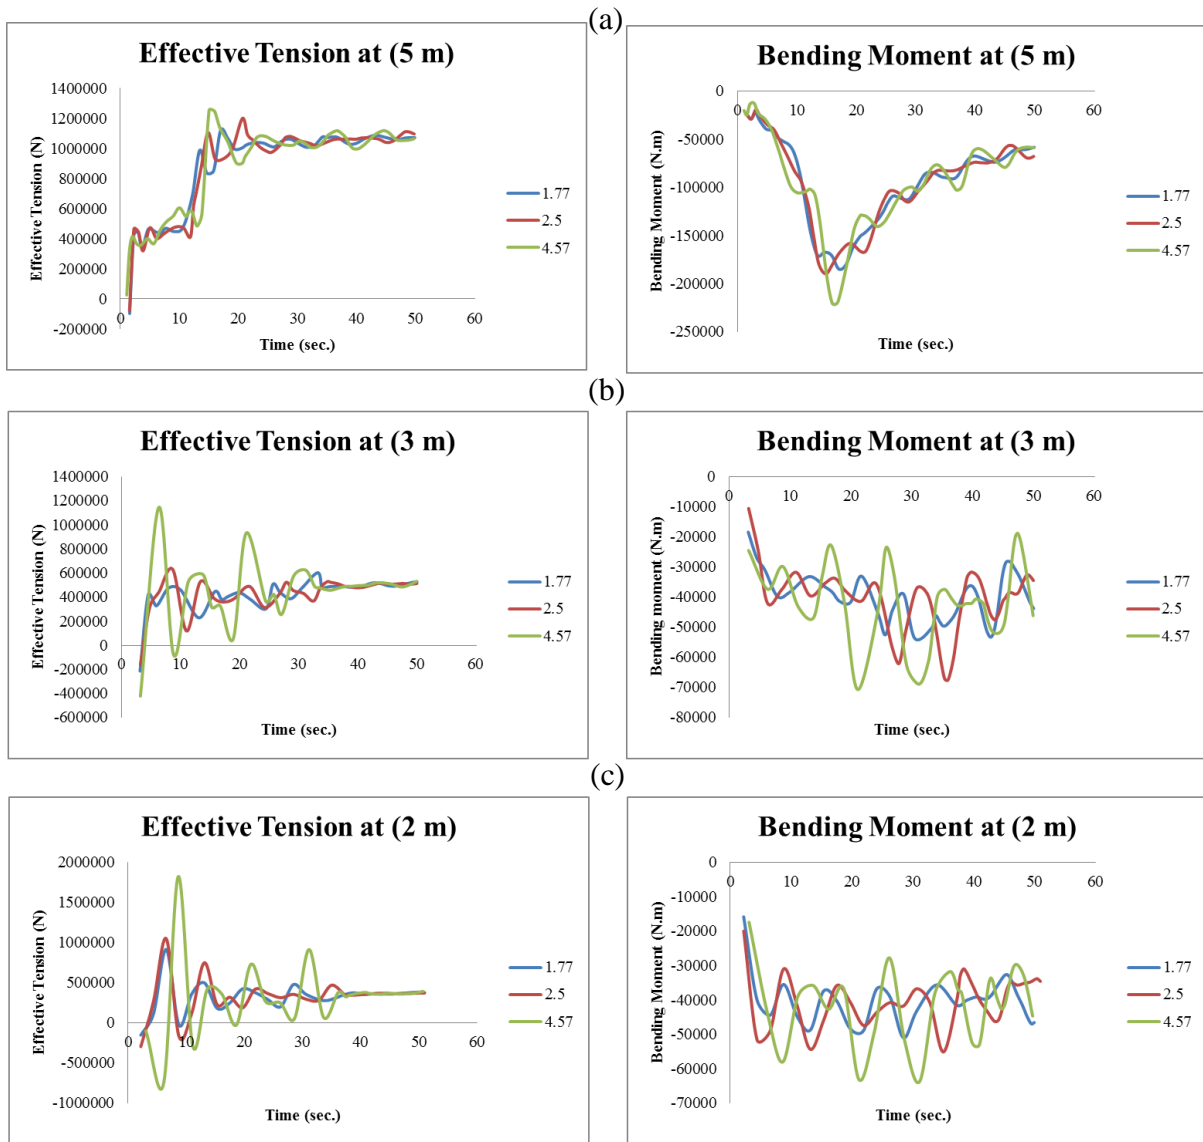 (a)
Effective Tension at (5 m)
Effective Tension (N)
1400000
1200000
1000000
800000
600000
400000
200000
0
-200000
0 10 20 30 40 50 60
Time (sec.)
1.77
2.5
4.57
Bending Moment at (5 m)
Bending Moment (N.m)
0
-50000
-100000
-150000
-200000
-250000
0 10 20 30 40 50 60
Time (sec.)
1.77
2.5
4.57
(b)
Effective Tension at (3 m)
Effective Tension (N)
1400000
1200000
1000000
800000
600000
400000
200000
0
-200000
-400000
-600000
0 10 20 30 40 50 60
Time (sec.)
1.77
2.5
4.57
Bending Moment at (3 m)
Bending moment (N.m)
0
-10000
-20000
-30000
-40000
-50000
-60000
-70000
-80000
0 10 20 30 40 50 60
Time (sec.)
1.77
2.5
4.57
(c)
Effective Tension at (2 m)
Effective Tension (N)
2000000
1500000
1000000
500000
0
-500000
-1000000
0 10 20 30 40 50 60
Time (sec.)
1.77
2.5
4.57
Bending Moment at (2 m)
Bending Moment (N.m)
0
-10000
-20000
-30000
-40000
-50000
-60000
-70000
0 10 20 30 40 50 60
Time (sec.)
1.77
2.5
4.57